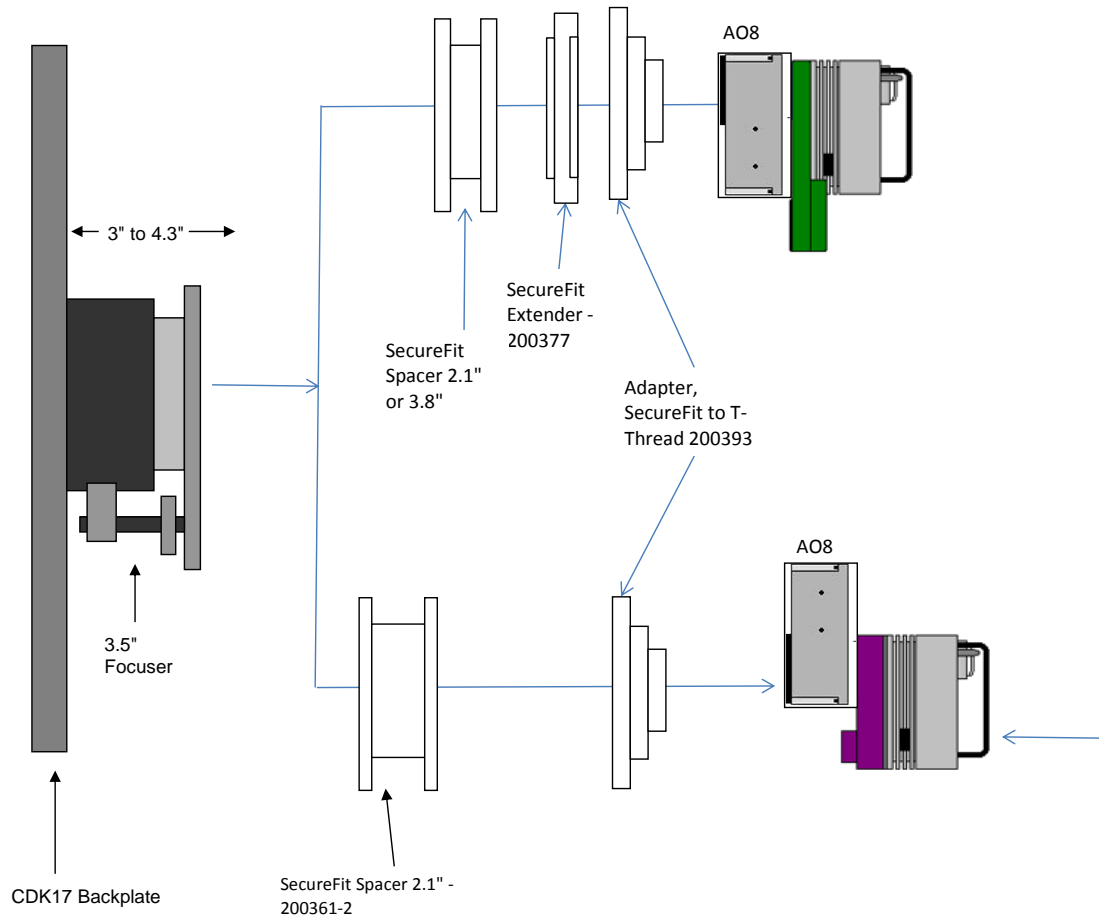 AO8
3" to 4.3"
SecureFit
Extender -
200377
SecureFit
Spacer 2.1"
or 3.8"
Adapter,
SecureFit to T-
Thread 200393
AO8
3.5"
Focuser
SecureFit Spacer 2.1" -
200361-2
CDK17 Backplate